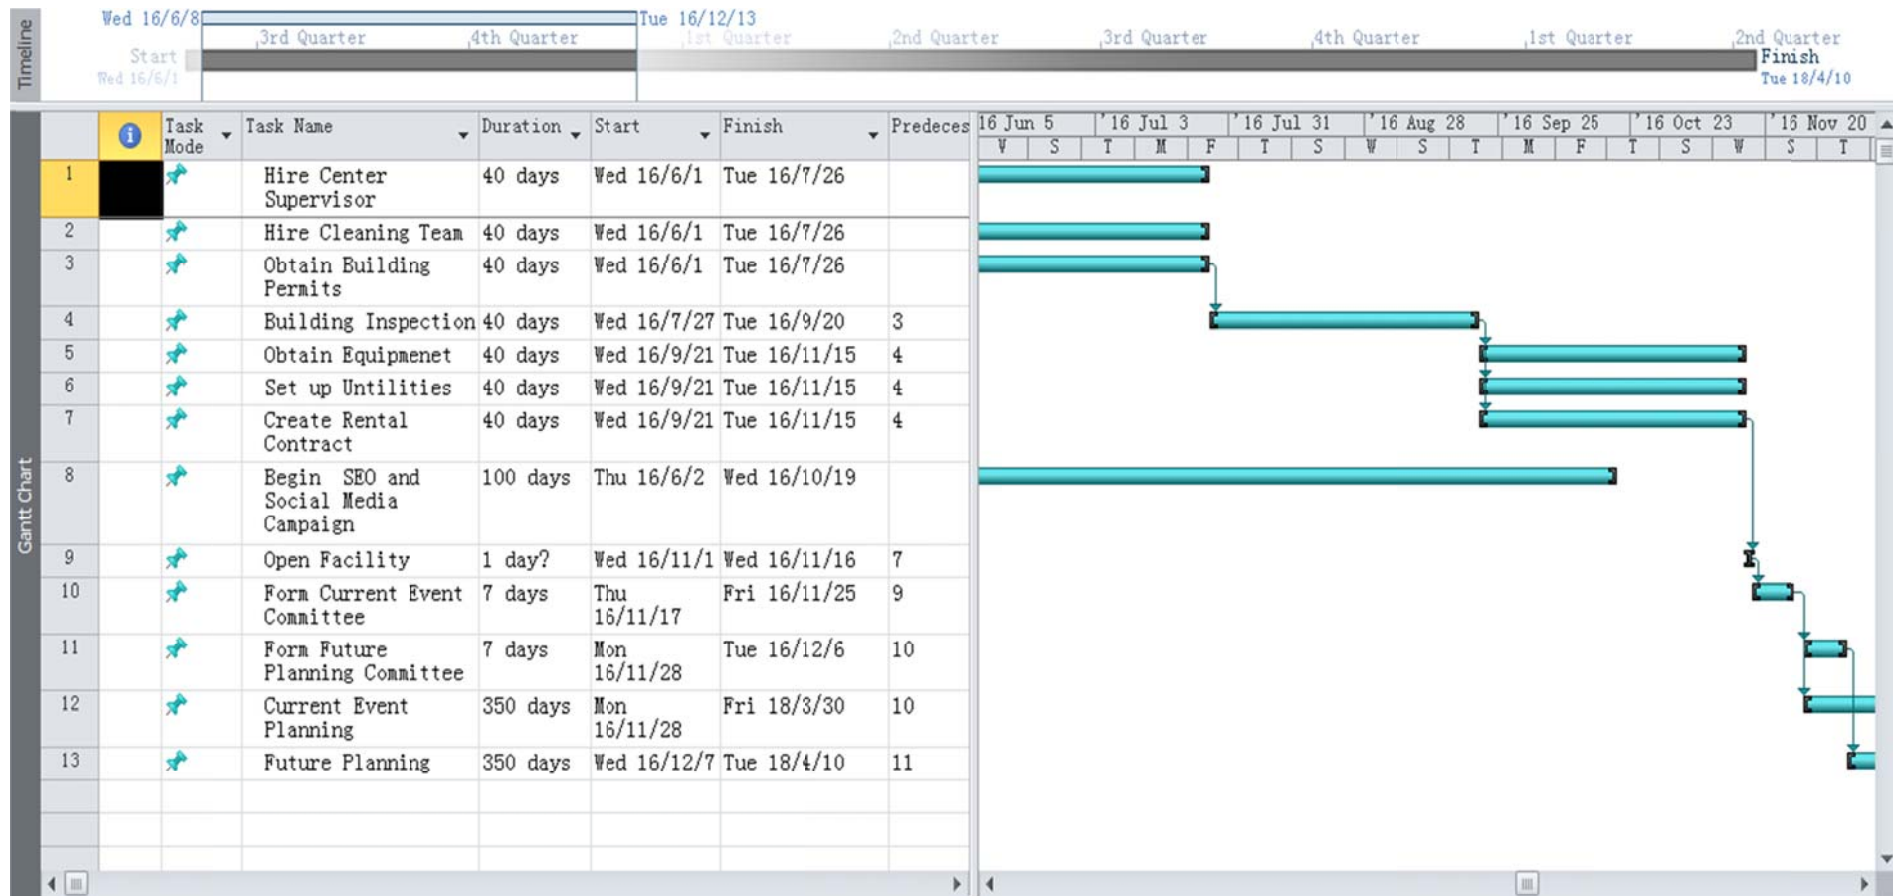 Timeline
Wed 16/6/8 Tue 16/12/13
3rd Quarter 4th Quarter 1st Quarter 2nd Quarter 3rd Quarter 4th Quarter 1st Quarter 2nd Quarter
Start Finish
Wed 16/6/1 Tue 18/4/10
Gantt Chart
Task Mode Task Name Duration Start Finish Predeces
16 Jun 5 '16 Jul 3 '16 Jul 31 '16 Aug 28 '16 Sep 25 '16 Oct 23 '16 Nov 20
W S T M F T S W S T M F T S W S T
1 Hire Center 40 days Wed 16/6/1 Tue 16/7/26
Supervisor
2 Hire Cleaning Team 40 days Wed 16/6/1 Tue 16/7/26
3 Obtain Building 40 days Wed 16/6/1 Tue 16/7/26
Permits
4 Building Inspection 40 days Wed 16/7/27 Tue 16/9/20 3
5 Obtain Equipmenet 40 days Wed 16/9/21 Tue 16/11/15 4
6 Set up Untilities 40 days Wed 16/9/21 Tue 16/11/15 4
7 Create Rental 40 days Wed 16/9/21 Tue 16/11/15 4
Contract
8 Begin SEO and 100 days Thu 16/6/2 Wed 16/10/19
Social Media
Campaign
9 Open Facility 1 day? Wed 16/11/1 Wed 16/11/16 7
10 Form Current Event 7 days Thu Fri 16/11/25 9
Committee 16/11/17
11 Form Future 7 days Mon Tue 16/12/6 10
Planning Committee 16/11/28
12 Current Event 350 days Mon Fri 18/3/30 10
Planning 16/11/28
13 Future Planning 350 days Wed 16/12/7 Tue 18/4/10 11